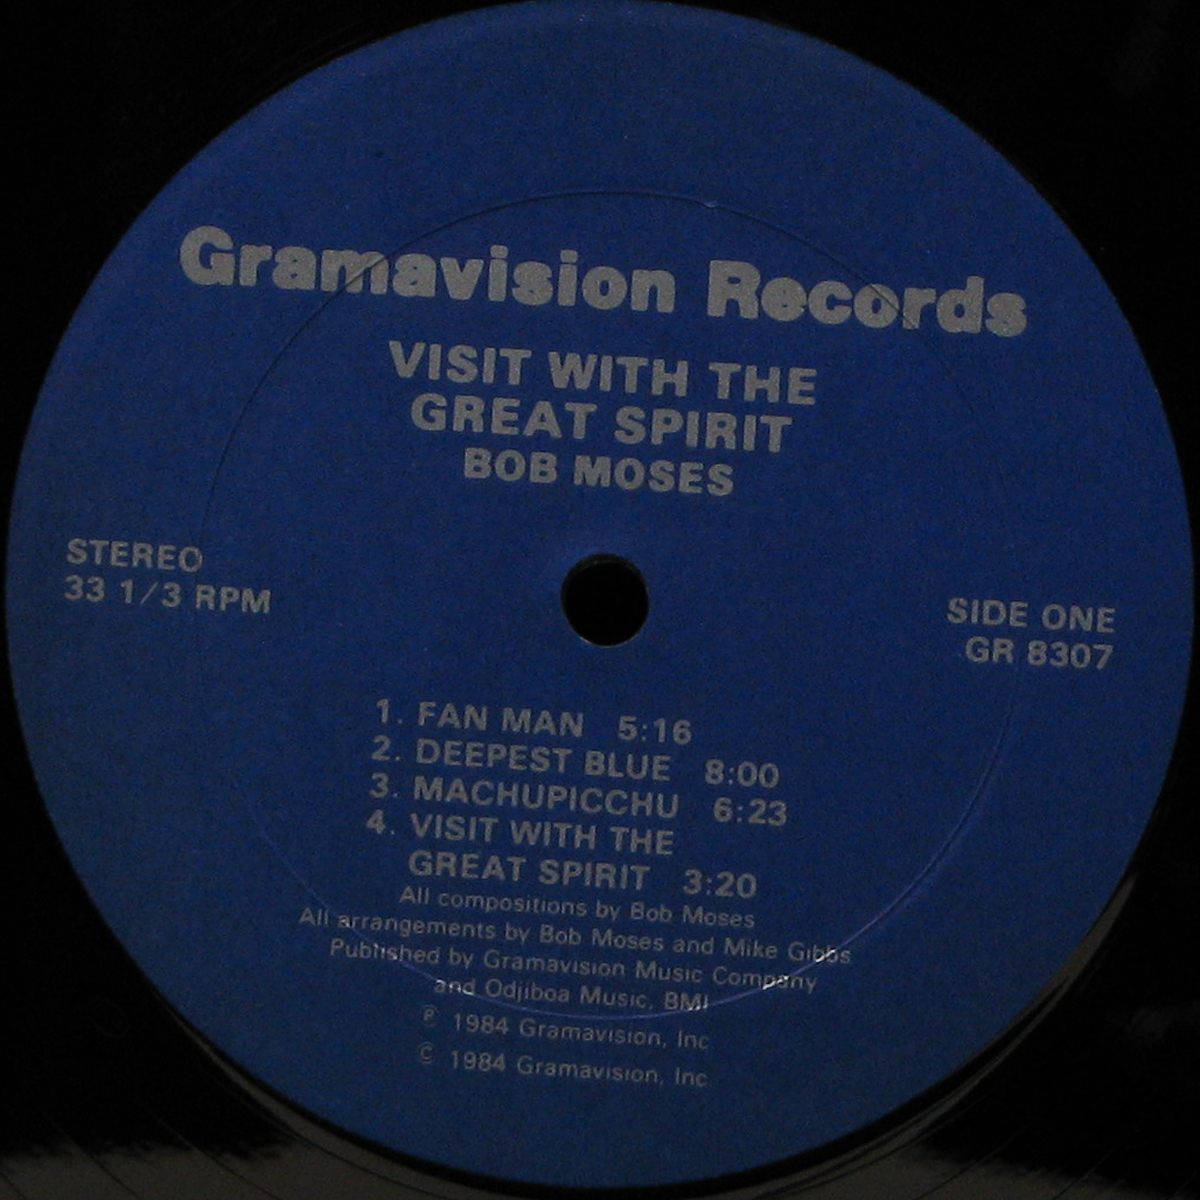 Gramavision Records
VISIT WITH THE
GREAT SPIRIT
BOB MOSES
STEREO
33 1/3 RPM
SIDE ONE
GR 8307
1. FAN MAN 5:16
2. DEEPEST BLUE 8:00
3. MACHUPICCHU 6:23
4. VISIT WITH THE
GREAT SPIRIT 3:20
All compositions by Bob Moses
All arrangements by Bob Moses and Mike Gibbs
Published by Gramavision Music Company
and Odjiboa Music, BMI
℗ 1984 Gramavision, Inc
© 1984 Gramavision, Inc